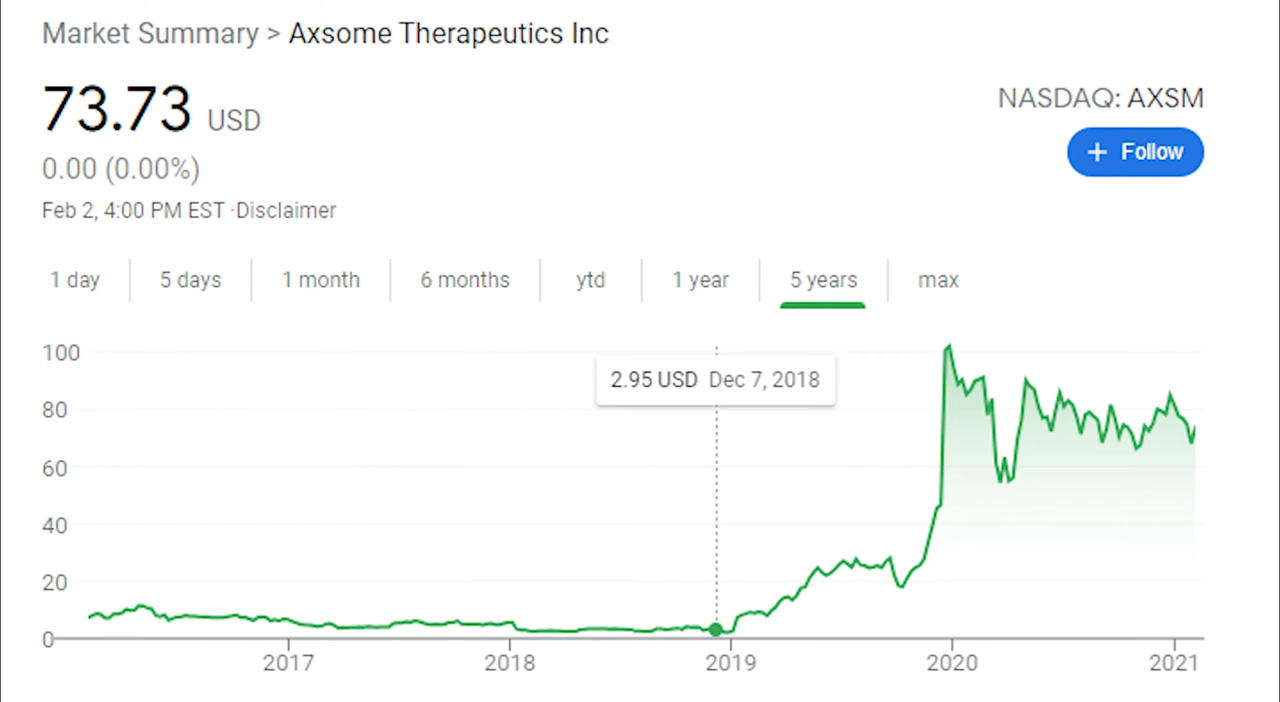 Market Summary > Axsome Therapeutics Inc
73.73 USD
NASDAQ: AXSM
0.00 (0.00%)
+ Follow
Feb 2, 4:00 PM EST ·Disclaimer
1 day 5 days 1 month 6 months ytd 1 year 5 years max
100
2.95 USD Dec 7, 2018
80
60
40
20
0
2017 2018 2019 2020 2021